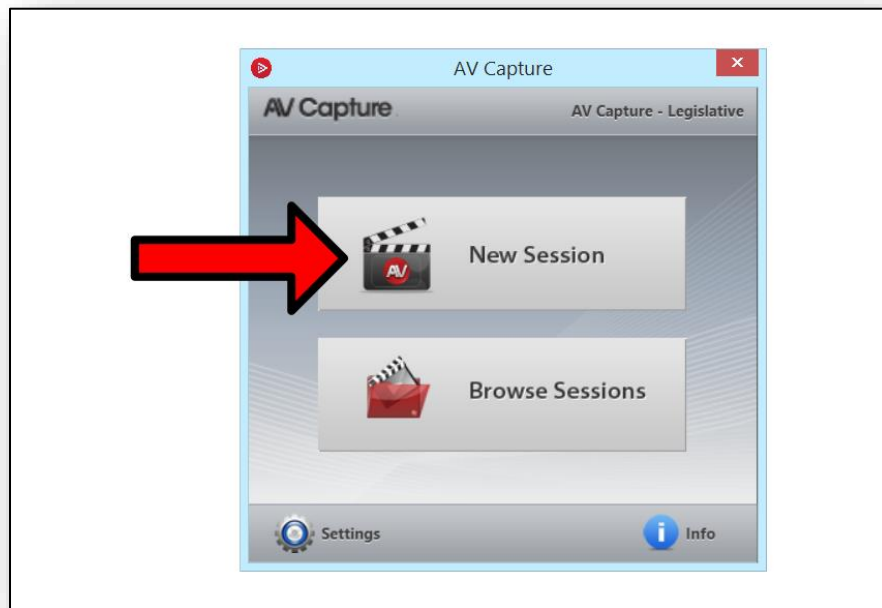 AV Capture
AV Capture
AV Capture - Legislative
AV
New Session
Browse Sessions
Settings
i
Info